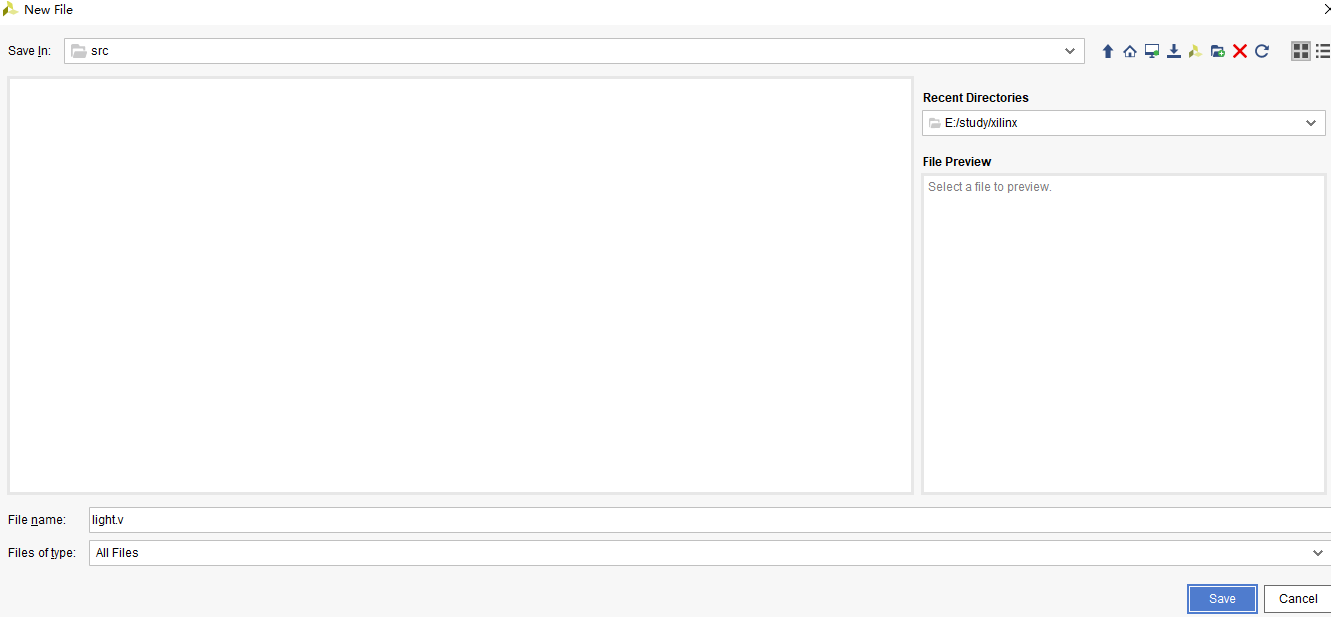 New File
Save In: src
Recent Directories
E:/study/xilinx
File Preview
Select a file to preview.
File name: light.v
Files of type: All Files
Save Cancel